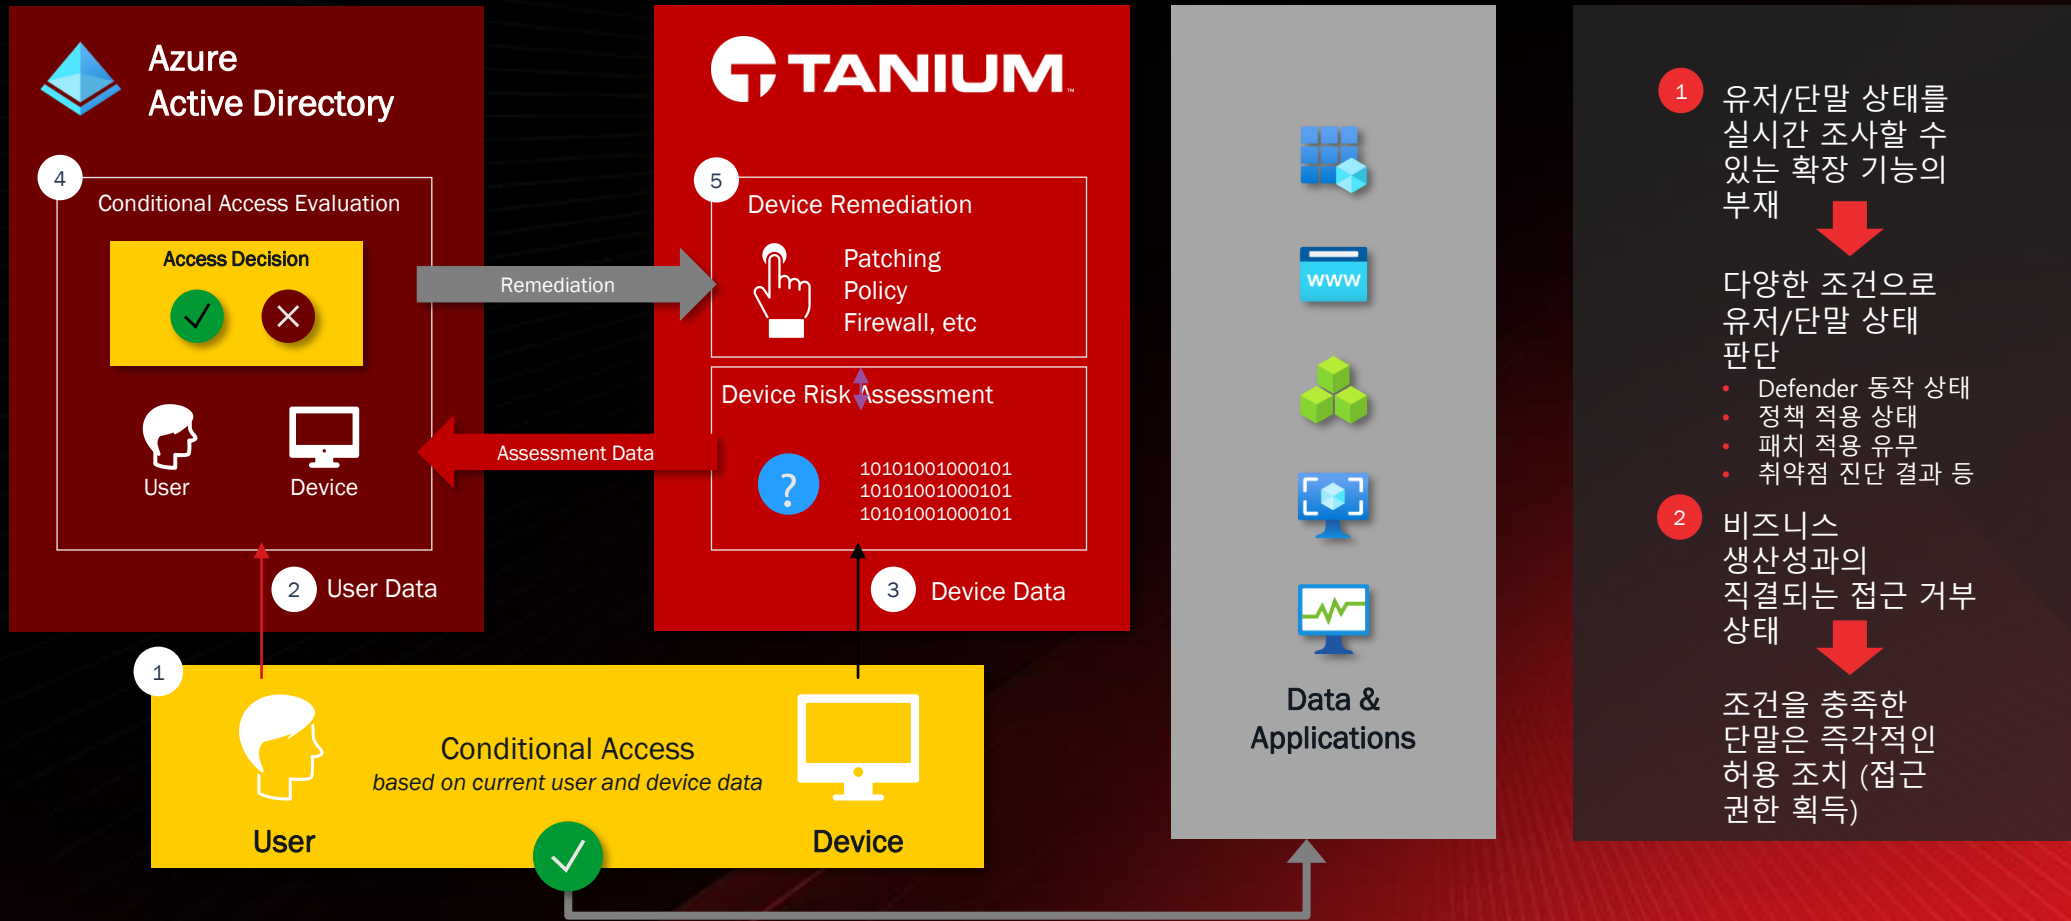 Azure
Active Directory
4
Conditional Access Evaluation
Access Decision
User
Device
2
User Data
Remediation
Assessment Data
TANIUM
5
Device Remediation
Patching
Policy
Firewall, etc
Device Risk Assessment
?
10101001000101
10101001000101
10101001000101
3
Device Data
1
Conditional Access
based on current user and device data
User
Device
www
Data &
Applications
1
유저/단말 상태를
실시간 조사할 수
있는 확장 기능의
부재
다양한 조건으로
유저/단말 상태
판단
• Defender 동작 상태
• 정책 적용 상태
• 패치 적용 유무
• 취약점 진단 결과 등
2
비즈니스
생산성과의
직결되는 접근 거부
상태
조건을 충족한
단말은 즉각적인
허용 조치 (접근
권한 획득)